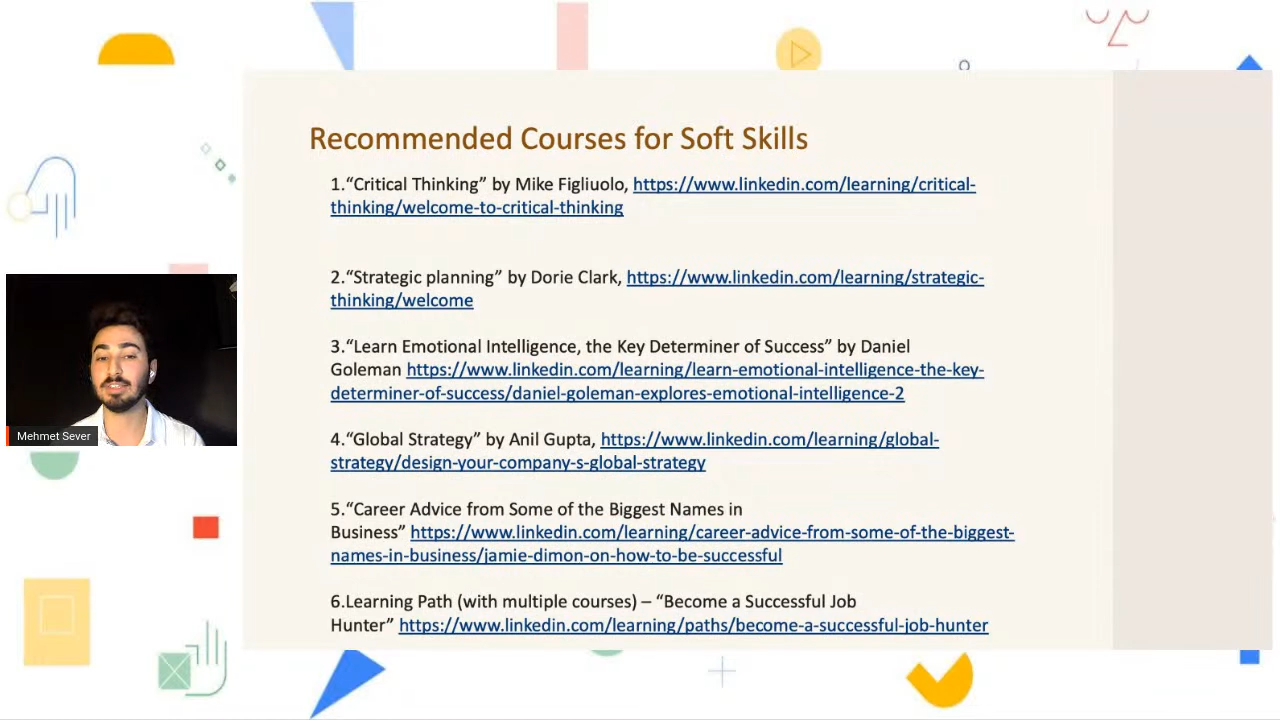 Recommended Courses for Soft Skills
1.“Critical Thinking” by Mike Figliuolo, https://www.linkedin.com/learning/critical-
thinking/welcome-to-critical-thinking
2.“Strategic planning” by Dorie Clark, https://www.linkedin.com/learning/strategic-
thinking/welcome
3.“Learn Emotional Intelligence, the Key Determiner of Success” by Daniel
Goleman https://www.linkedin.com/learning/learn-emotional-intelligence-the-key-
determiner-of-success/daniel-goleman-explores-emotional-intelligence-2
4.“Global Strategy” by Anil Gupta, https://www.linkedin.com/learning/global-
strategy/design-your-company-s-global-strategy
5.“Career Advice from Some of the Biggest Names in
Business” https://www.linkedin.com/learning/career-advice-from-some-of-the-biggest-
names-in-business/jamie-dimon-on-how-to-be-successful
6.Learning Path (with multiple courses) – “Become a Successful Job
Hunter” https://www.linkedin.com/learning/paths/become-a-successful-job-hunter
Mehmet Sever